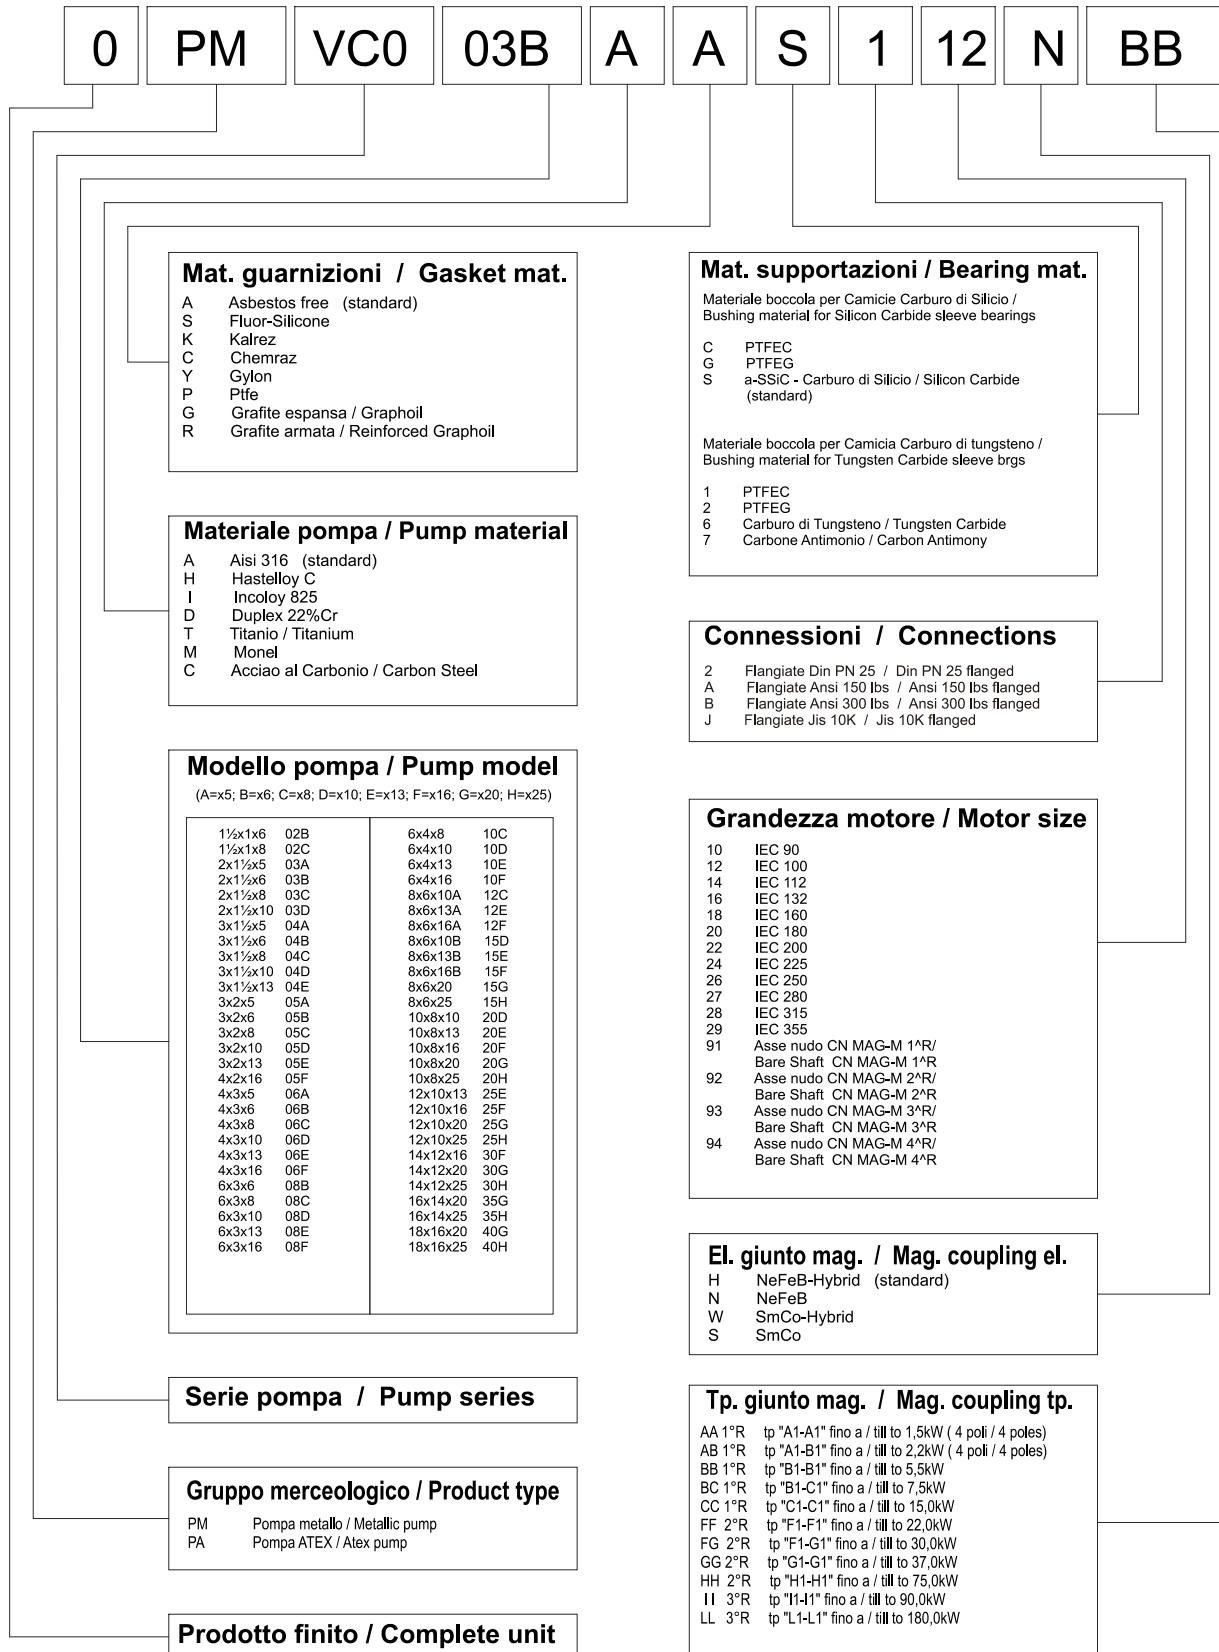 0 PM VC0 03B A A S 1 12 N BB
Mat. guarnizioni / Gasket mat.
A Asbestos free (standard)
S Fluor-Silicone
K Kalrez
C Chemraz
Y Gylon
P Ptfe
G Grafite espansa / Graphoil
R Grafite armata / Reinforced Graphoil
Materiale pompa / Pump material
A Aisi 316 (standard)
H Hastelloy C
I Incoloy 825
D Duplex 22%Cr
T Titanio / Titanium
M Monel
C Acciao al Carbonio / Carbon Steel
Modello pompa / Pump model
(A=x5; B=x6; C=x8; D=x10; E=x13; F=x16; G=x20; H=x25)
1½x1x6 02B
1½x1x8 02C
2x1½x5 03A
2x1½x6 03B
2x1½x8 03C
2x1½x10 03D
3x1½x5 04A
3x1½x6 04B
3x1½x8 04C
3x1½x10 04D
3x1½x13 04E
3x2x5 05A
3x2x6 05B
3x2x8 05C
3x2x10 05D
3x2x13 05E
4x2x16 05F
4x3x5 06A
4x3x6 06B
4x3x8 06C
4x3x10 06D
4x3x13 06E
4x3x16 06F
6x3x6 08B
6x3x8 08C
6x3x10 08D
6x3x13 08E
6x3x16 08F
6x4x8 10C
6x4x10 10D
6x4x13 10E
6x4x16 10F
8x6x10A 12C
8x6x13A 12E
8x6x16A 12F
8x6x10B 15D
8x6x13B 15E
8x6x16B 15F
8x6x20 15G
8x6x25 15H
10x8x10 20D
10x8x13 20E
10x8x16 20F
10x8x20 20G
10x8x25 20H
12x10x13 25E
12x10x16 25F
12x10x20 25G
12x10x25 25H
14x12x16 30F
14x12x20 30G
14x12x25 30H
16x14x20 35G
16x14x25 35H
18x16x20 40G
18x16x25 40H
Serie pompa / Pump series
Gruppo merceologico / Product type
PM Pompa metallo / Metallic pump
PA Pompa ATEX / Atex pump
Prodotto finito / Complete unit
Mat. supportazioni / Bearing mat.
Materiale boccola per Camicie Carburo di Silicio /
Bushing material for Silicon Carbide sleeve bearings
C PTFEC
G PTFEG
S a-SSiC - Carburo di Silicio / Silicon Carbide
(standard)
Materiale boccola per Camicia Carburo di tungsteno /
Bushing material for Tungsten Carbide sleeve brgs
1 PTFEC
2 PTFEG
6 Carburo di Tungsteno / Tungsten Carbide
7 Carbone Antimonio / Carbon Antimony
Connessioni / Connections
2 Flangiate Din PN 25 / Din PN 25 flanged
A Flangiate Ansi 150 lbs / Ansi 150 lbs flanged
B Flangiate Ansi 300 lbs / Ansi 300 lbs flanged
J Flangiate Jis 10K / Jis 10K flanged
Grandezza motore / Motor size
10 IEC 90
12 IEC 100
14 IEC 112
16 IEC 132
18 IEC 160
20 IEC 180
22 IEC 200
24 IEC 225
26 IEC 250
27 IEC 280
28 IEC 315
29 IEC 355
91 Asse nudo CN MAG-M 1^R/
Bare Shaft CN MAG-M 1^R
92 Asse nudo CN MAG-M 2^R/
Bare Shaft CN MAG-M 2^R
93 Asse nudo CN MAG-M 3^R/
Bare Shaft CN MAG-M 3^R
94 Asse nudo CN MAG-M 4^R/
Bare Shaft CN MAG-M 4^R
El. giunto mag. / Mag. coupling el.
H NeFeB-Hybrid (standard)
N NeFeB
W SmCo-Hybrid
S SmCo
Tp. giunto mag. / Mag. coupling tp.
AA 1°R tp "A1-A1" fino a / till to 1,5kW ( 4 poli / 4 poles)
AB 1°R tp "A1-B1" fino a / till to 2,2kW ( 4 poli / 4 poles)
BB 1°R tp "B1-B1" fino a / till to 5,5kW
BC 1°R tp "B1-C1" fino a / till to 7,5kW
CC 1°R tp "C1-C1" fino a / till to 15,0kW
FF 2°R tp "F1-F1" fino a / till to 22,0kW
FG 2°R tp "F1-G1" fino a / till to 30,0kW
GG 2°R tp "G1-G1" fino a / till to 37,0kW
HH 2°R tp "H1-H1" fino a / till to 75,0kW
I I 3°R tp "I1-I1" fino a / till to 90,0kW
LL 3°R tp "L1-L1" fino a / till to 180,0kW